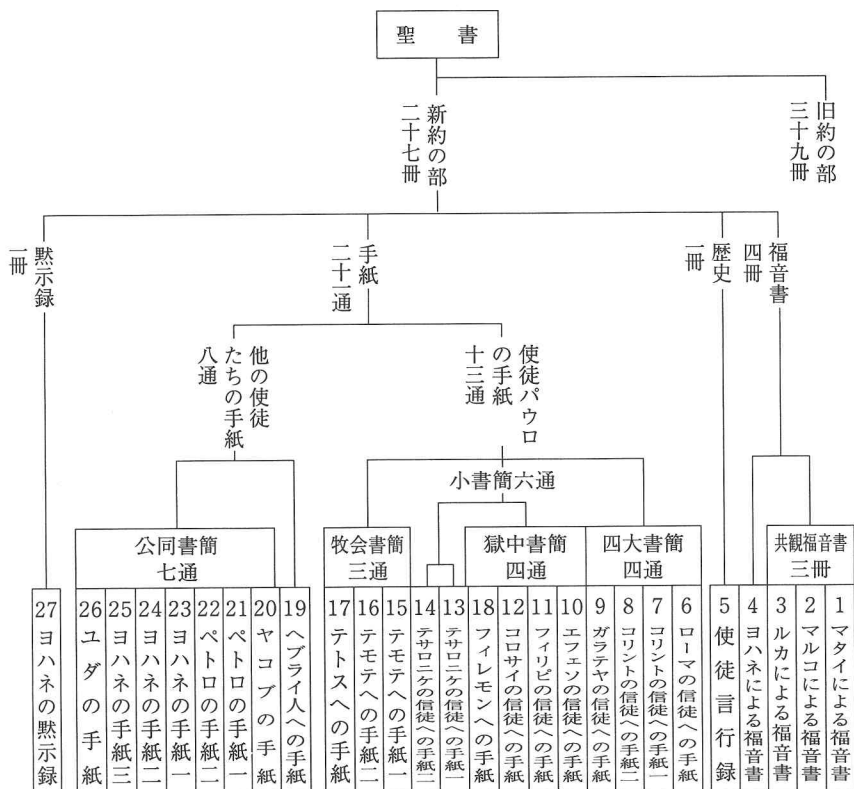 聖書
旧約の部
三十九冊
新約の部
二十七冊
福音書
四冊
歴史
一冊
手紙
二十一通
黙示録
一冊
使徒パウロ
の手紙
十三通
他の使徒
たちの手紙
八通
小書簡六通
共観福音書
三冊
四大書簡
四通
獄中書簡
四通
牧会書簡
三通
公同書簡
七通
1 マタイによる福音書
2 マルコによる福音書
3 ルカによる福音書
4 ヨハネによる福音書
5 使徒言行録
6 ローマの信徒への手紙
7 コリントの信徒への手紙一
8 コリントの信徒への手紙二
9 ガラテヤの信徒への手紙
10 エフェソの信徒への手紙
11 フィリピの信徒への手紙
12 コロサイの信徒への手紙
18 フィレモンへの手紙
13 テサロニケの信徒への手紙一
14 テサロニケの信徒への手紙二
15 テモテへの手紙一
16 テモテへの手紙二
17 テトスへの手紙
19 ヘブライ人への手紙
20 ヤコブの手紙
21 ペトロの手紙一
22 ペトロの手紙二
23 ヨハネの手紙一
24 ヨハネの手紙二
25 ヨハネの手紙三
26 ユダの手紙
27 ヨハネの黙示録